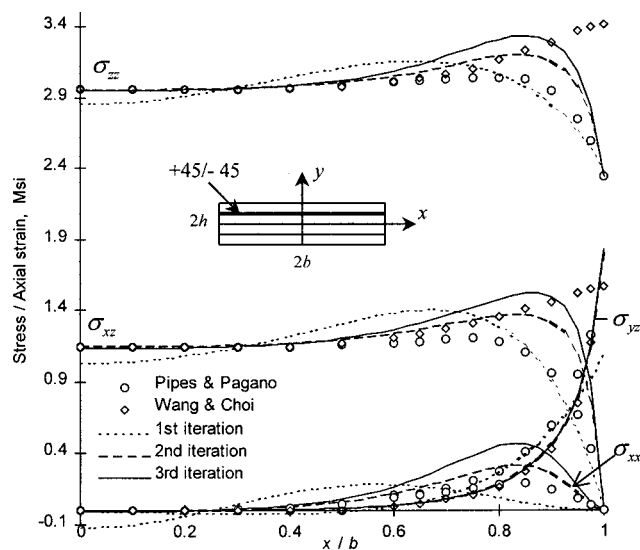 3.4
2.9
2.4
1.9
1.4
0.9
0.4
-0.1
Stress / Axial strain, Msi
σzz
+45/- 45
y
2h
x
2b
σxz
σyz
σxx
Pipes & Pagano
Wang & Choi
1st iteration
2nd iteration
3rd iteration
0 0.2 0.4 0.6 0.8 1
x / b